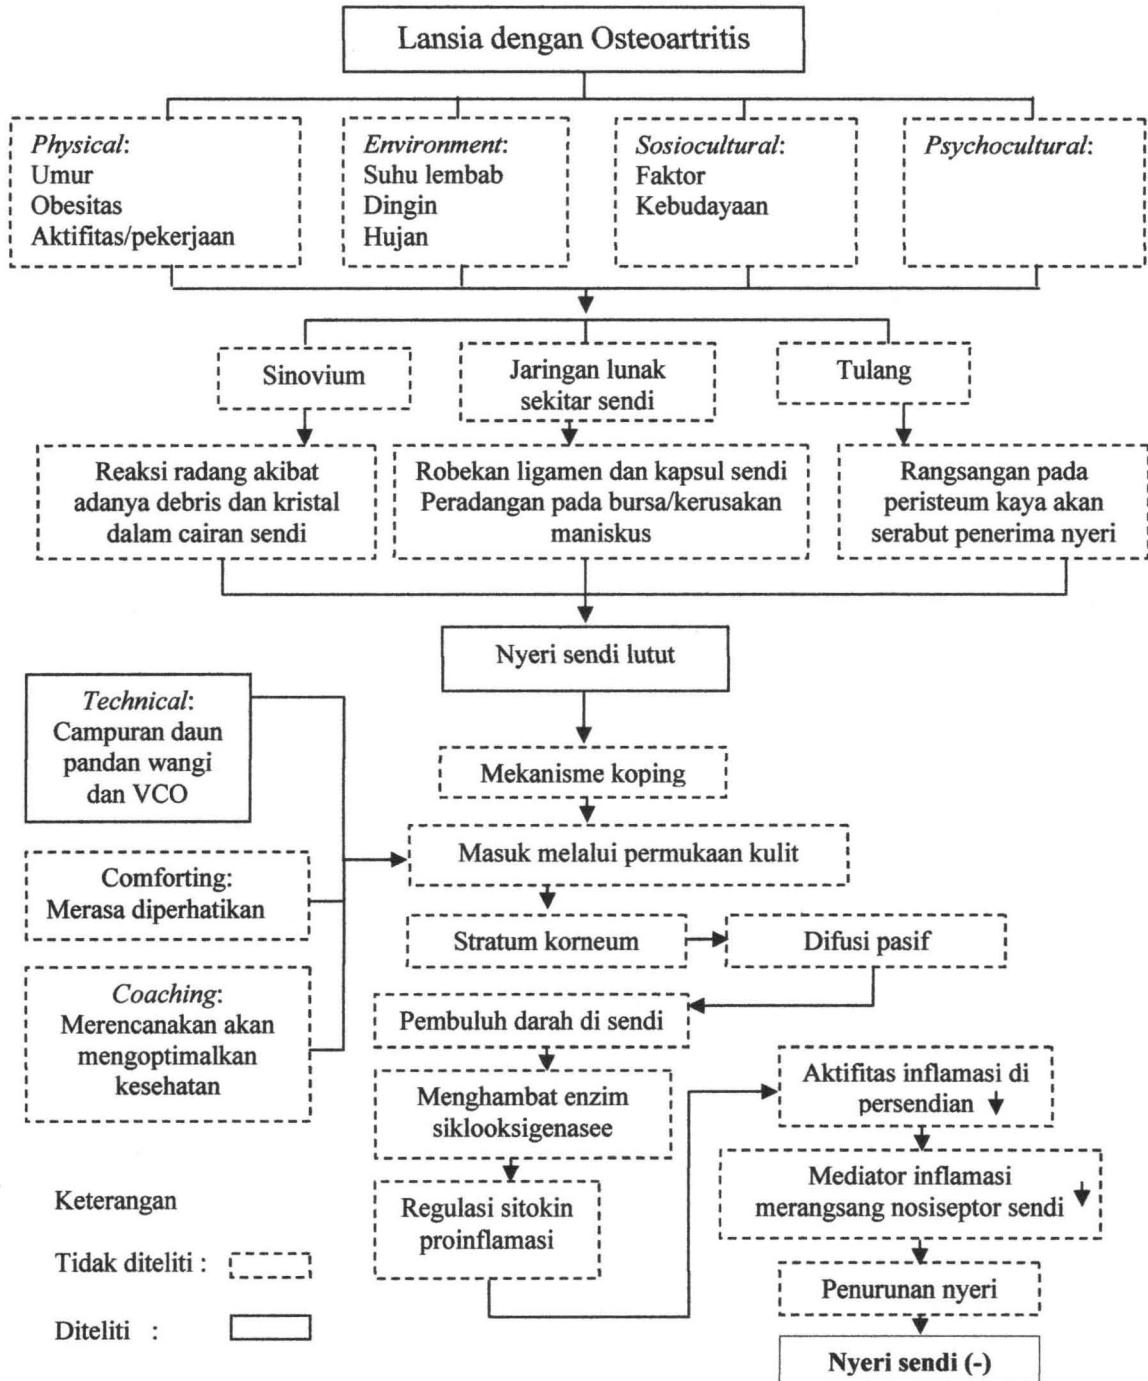 Lansia dengan Osteoartritis
Physical:
Umur
Obesitas
Aktifitas/pekerjaan
Environment:
Suhu lembab
Dingin
Hujan
Sosiocultural:
Faktor
Kebudayaan
Psychocultural:
Sinovium
Jaringan lunak
sekitar sendi
Tulang
Reaksi radang akibat
adanya debris dan kristal
dalam cairan sendi
Robekan ligamen dan kapsul sendi
Peradangan pada bursa/kerusakan
maniskus
Rangsangan pada
peristeum kaya akan
serabut penerima nyeri
Nyeri sendi lutut
Technical:
Campuran daun
pandan wangi
dan VCO
Mekanisme koping
Masuk melalui permukaan kulit
Comforting:
Merasa diperhatikan
Stratum korneum
Difusi pasif
Coaching:
Merencanakan akan
mengoptimalkan
kesehatan
Pembuluh darah di sendi
Menghambat enzim
siklooksigenasee
Aktifitas inflamasi di
persendian
Regulasi sitokin
proinflamasi
Mediator inflamasi
merangsang nosiseptor sendi
Penurunan nyeri
Nyeri sendi (-)
Keterangan
Tidak diteliti :
Diteliti :